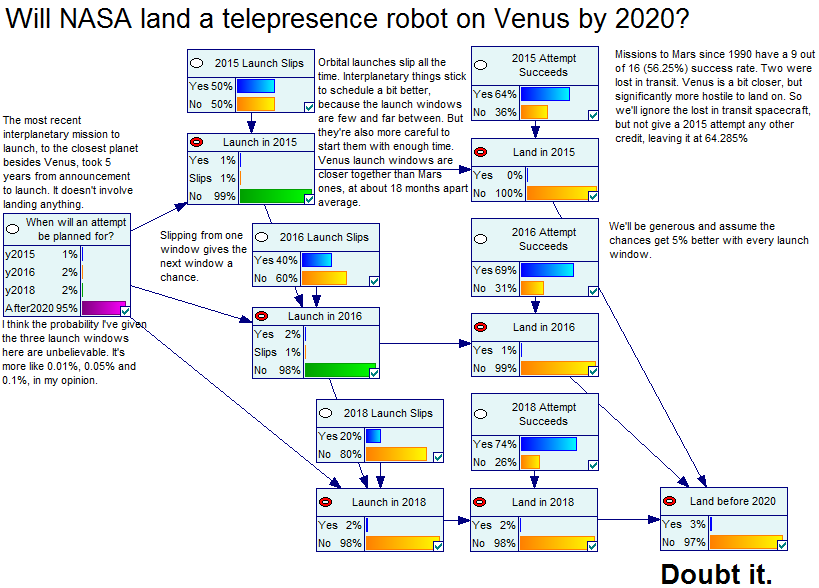 Will NASA land a telepresence robot on Venus by 2020?
2015 Launch Slips
Yes 50%
No 50%
Orbital launches slip all the
time. Interplanetary things stick
to schedule a bit better,
because the launch windows
are few and far between. But
they're also more careful to
start them with enough time.
Venus launch windows are
closer together than Mars
ones, at about 18 months apart
average.
2015 Attempt
Succeeds
Yes 64%
No 36%
Missions to Mars since 1990 have a 9 out
of 16 (56.25%) success rate. Two were
lost in transit. Venus is a bit closer, but
significantly more hostile to land on. So
we'll ignore the lost in transit spacecraft,
but not give a 2015 attempt any other
credit, leaving it at 64.285%
The most recent
interplanetary mission to
launch, to the closest planet
besides Venus, took 5
years from announcement
to launch. It doesn't involve
landing anything.
Launch in 2015
Yes 1%
Slips 1%
No 99%
Land in 2015
Yes 0%
No 100%
When will an attempt
be planned for?
y2015 1%
y2016 2%
y2018 2%
After2020 95%
Slipping from one
window gives the
next window a
chance.
2016 Launch Slips
Yes 40%
No 60%
2016 Attempt
Succeeds
Yes 69%
No 31%
We'll be generous and assume the
chances get 5% better with every launch
window.
I think the probability I've given
the three launch windows
here are unbelievable. It's
more like 0.01%, 0.05% and
0.1%, in my opinion.
Launch in 2016
Yes 2%
Slips 1%
No 98%
Land in 2016
Yes 1%
No 99%
2018 Launch Slips
Yes 20%
No 80%
2018 Attempt
Succeeds
Yes 74%
No 26%
Launch in 2018
Yes 2%
No 98%
Land in 2018
Yes 2%
No 98%
Land before 2020
Yes 3%
No 97%
Doubt it.